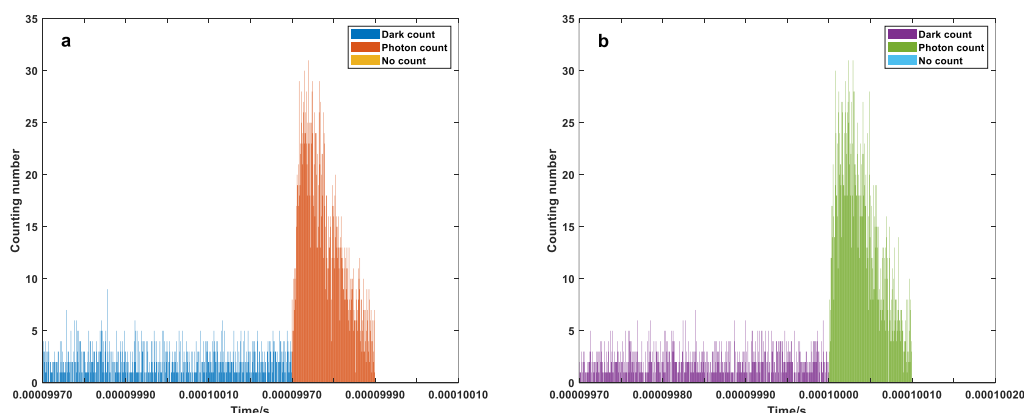 a
Dark count
Photon count
No count
Counting number
35
30
25
20
15
10
5
0
0.00009970
0.00009990
0.00010010
0.00009970
0.00009990
0.00010010
Time/s
b
Dark count
Photon count
No count
Counting number
35
30
25
20
15
10
5
0
0.00009970
0.00009980
0.00009990
0.00010000
0.00010010
0.00010020
Time/s